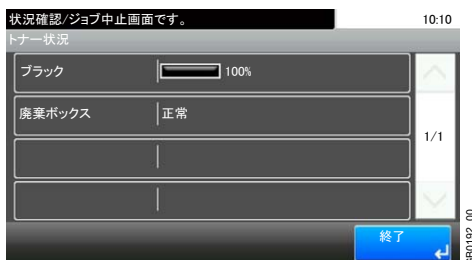 状況確認/ジョブ中止画面です。 10:10
トナー状況
ブラック 100%
廃棄ボックス 正常
1/1
終了
GB0192_00